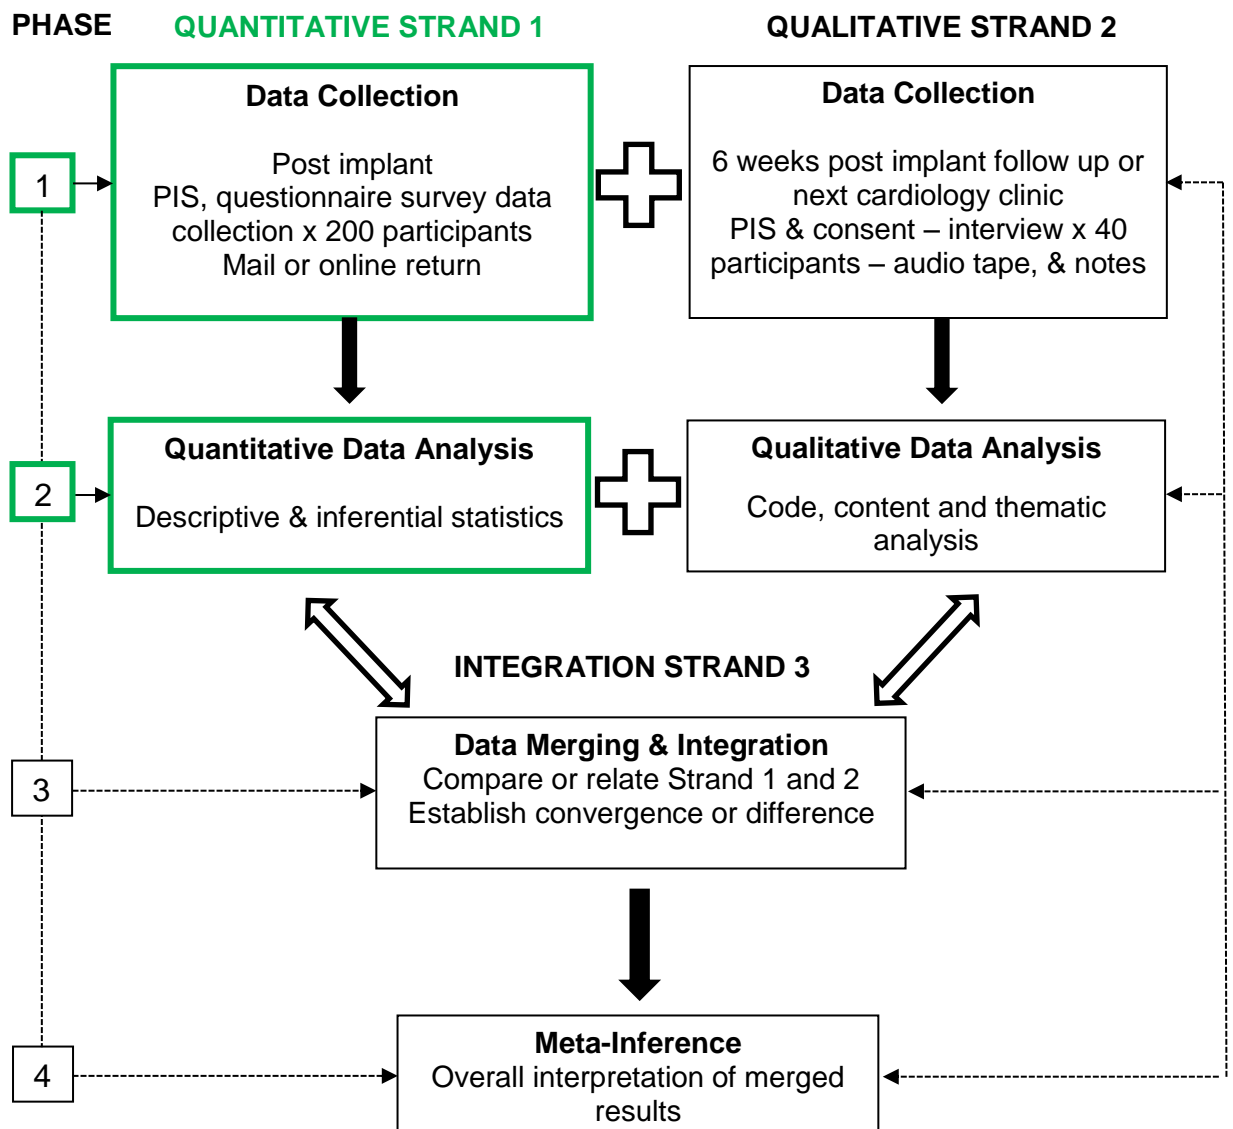 PHASE
QUANTITATIVE STRAND 1
QUALITATIVE STRAND 2
1
Data Collection
Post implant
PIS, questionnaire survey data
collection x 200 participants
Mail or online return
Data Collection
6 weeks post implant follow up or
next cardiology clinic
PIS & consent – interview x 40
participants – audio tape, & notes
2
Quantitative Data Analysis
Descriptive & inferential statistics
Qualitative Data Analysis
Code, content and thematic
analysis
INTEGRATION STRAND 3
3
Data Merging & Integration
Compare or relate Strand 1 and 2
Establish convergence or difference
4
Meta-Inference
Overall interpretation of merged
results